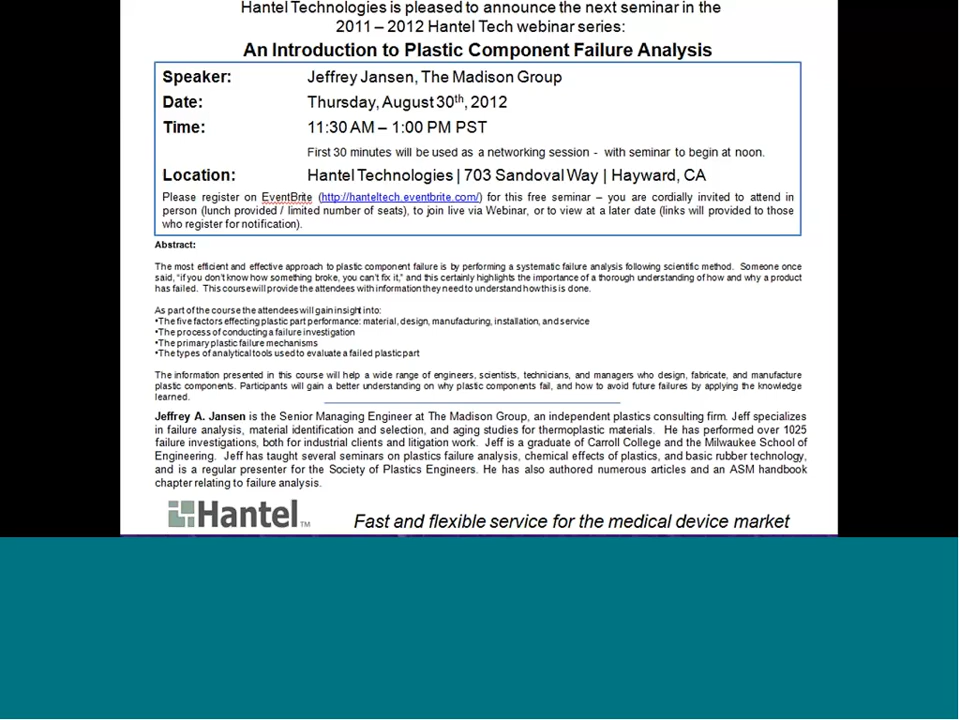 Hantel Technologies is pleased to announce the next seminar in the
2011 – 2012 Hantel Tech webinar series:
An Introduction to Plastic Component Failure Analysis
Speaker: Jeffrey Jansen, The Madison Group
Date: Thursday, August 30th, 2012
Time: 11:30 AM – 1:00 PM PST
First 30 minutes will be used as a networking session - with seminar to begin at noon.
Location: Hantel Technologies | 703 Sandoval Way | Hayward, CA
Please register on EventBrite (http://hanteltech.eventbrite.com/) for this free seminar – you are cordially invited to attend in
person (lunch provided / limited number of seats), to join live via Webinar, or to view at a later date (links will provided to those
who register for notification).
Abstract:
The most efficient and effective approach to plastic component failure is by performing a systematic failure analysis following scientific method. Someone once
said, "if you don't know how something broke, you can't fix it," and this certainly highlights the importance of a thorough understanding of how and why a product
has failed. This course will provide the attendees with information they need to understand how this is done.
As part of the course the attendees will gain insight into:
•The five factors effecting plastic part performance: material, design, manufacturing, installation, and service
•The process of conducting a failure investigation
•The primary plastic failure mechanisms
•The types of analytical tools used to evaluate a failed plastic part
The information presented in this course will help a wide range of engineers, scientists, technicians, and managers who design, fabricate, and manufacture
plastic components. Participants will gain a better understanding on why plastic components fail, and how to avoid future failures by applying the knowledge
learned.
Jeffrey A. Jansen is the Senior Managing Engineer at The Madison Group, an independent plastics consulting firm. Jeff specializes
in failure analysis, material identification and selection, and aging studies for thermoplastic materials. He has performed over 1025
failure investigations, both for industrial clients and litigation work. Jeff is a graduate of Carroll College and the Milwaukee School of
Engineering. Jeff has taught several seminars on plastics failure analysis, chemical effects of plastics, and basic rubber technology,
and is a regular presenter for the Society of Plastics Engineers. He has also authored numerous articles and an ASM handbook
chapter relating to failure analysis.
Hantel TM Fast and flexible service for the medical device market